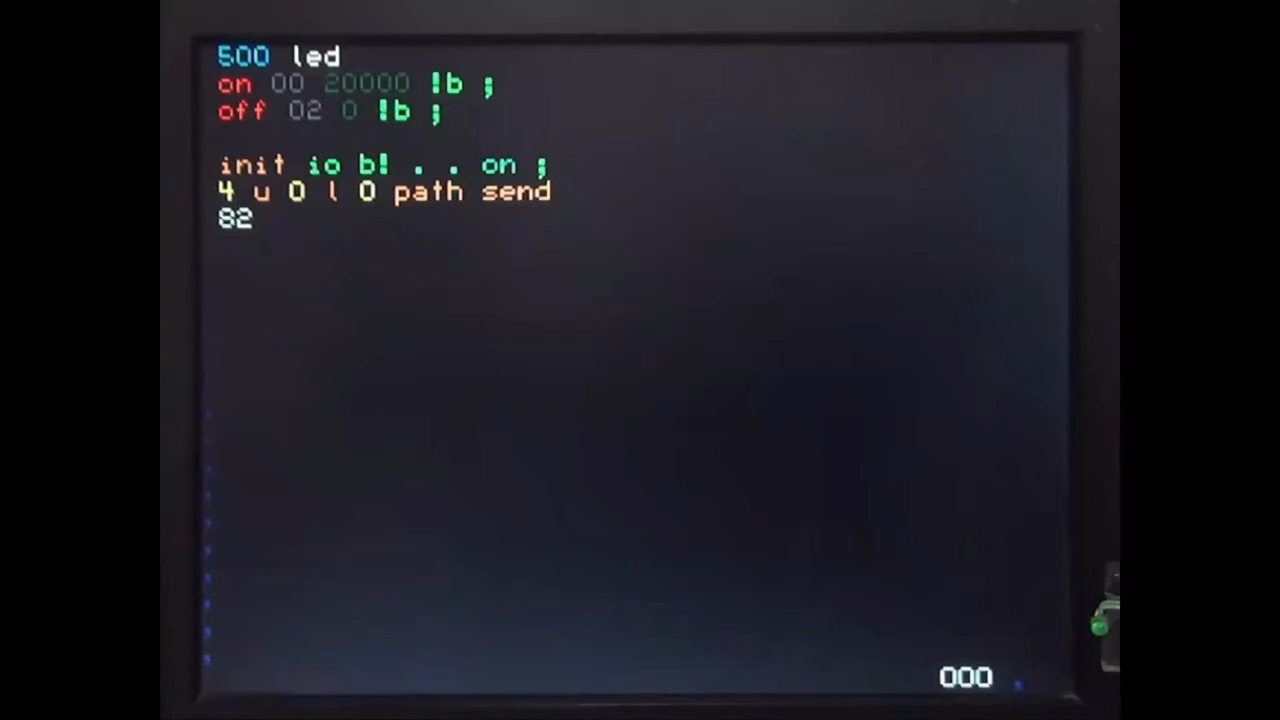 500 led
on 00 20000 !b ;
off 02 0 !b ;
init io b! . . on ;
4 u 0 l 0 path send
82
000